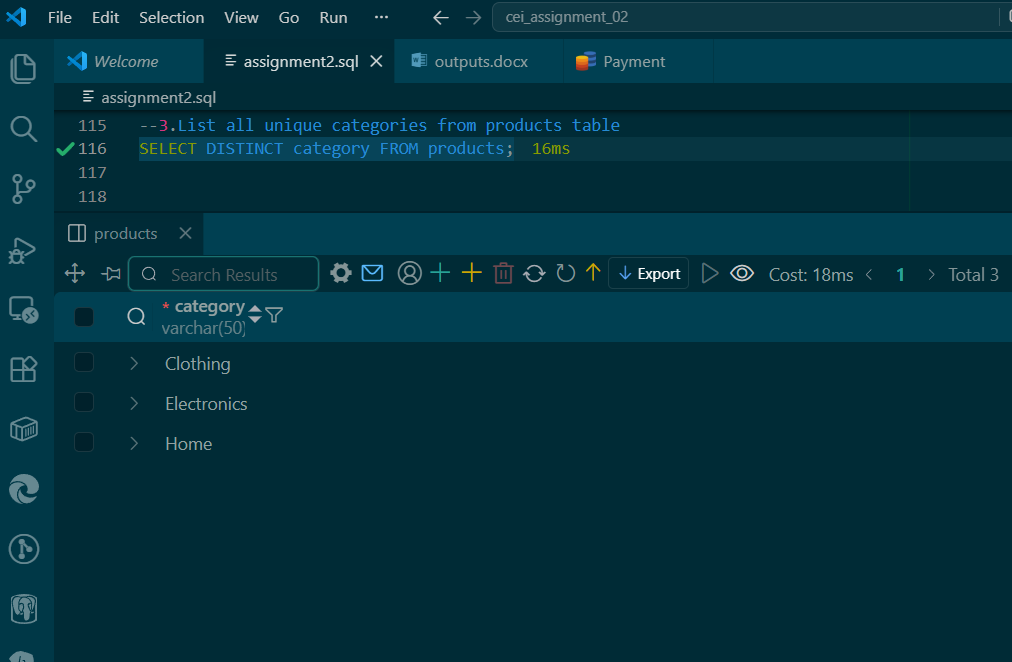 File Edit Selection View Go Run ··· cei_assignment_02
Welcome assignment2.sql outputs.docx Payment
assignment2.sql
115 --3.List all unique categories from products table
116 SELECT DISTINCT category FROM products; 16ms
117
118
products
Search Results Export Cost: 18ms 1 Total 3
* category
varchar(50)
Clothing
Electronics
Home